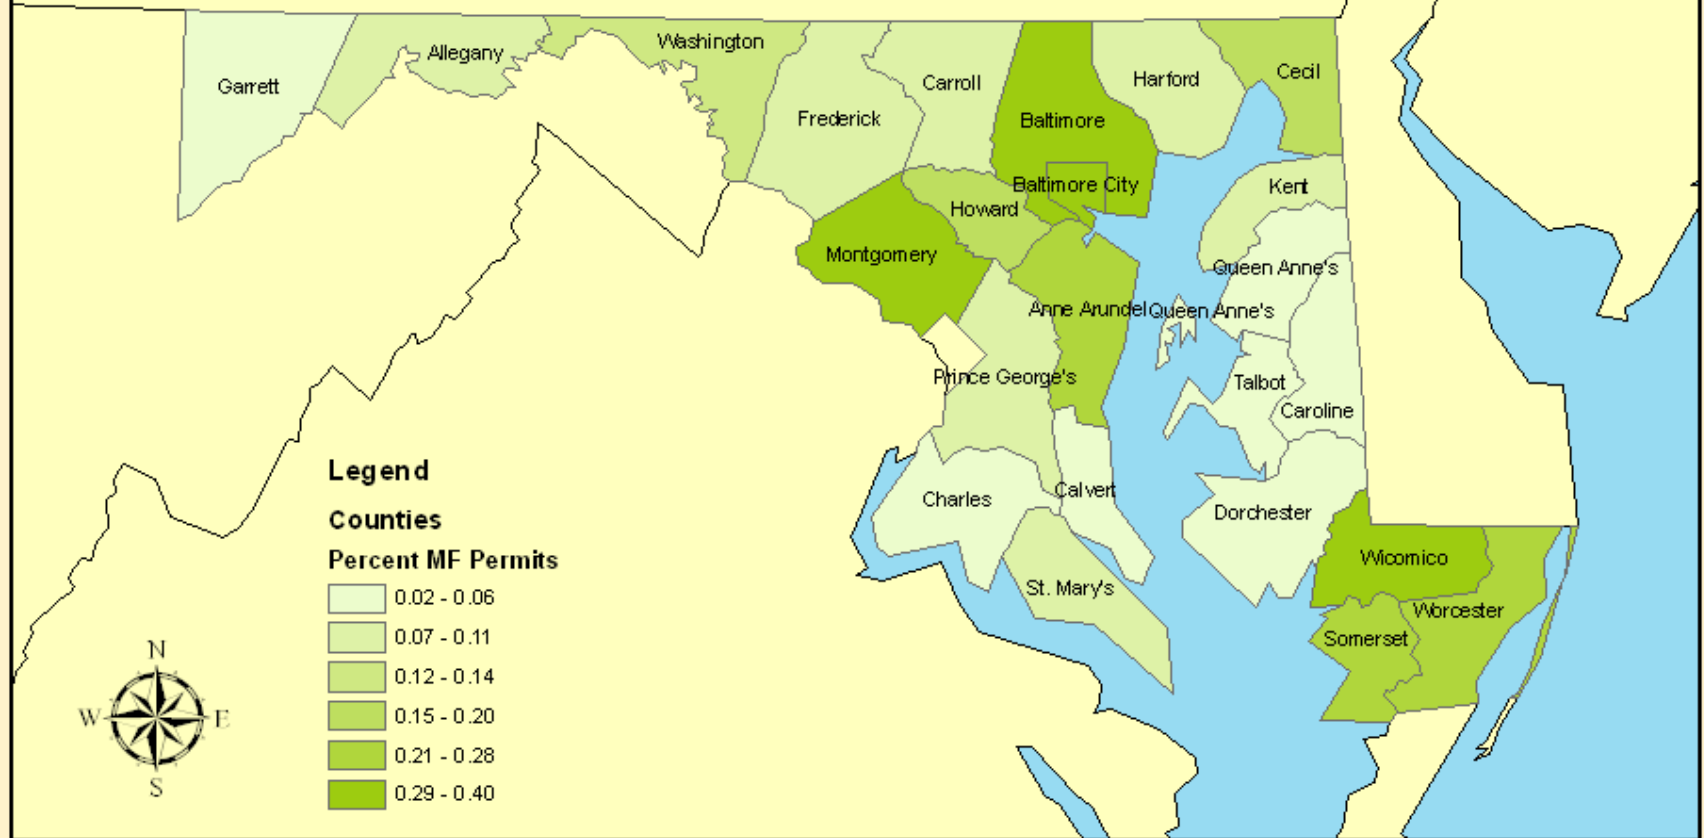 Washington
Allegany
Garrett
Carroll
Harford
Cecil
Frederick
Baltimore
Baltimore City
Kent
Howard
Montgomery
Queen Anne's
Anne Arundel
Queen Anne's
Prince George's
Talbot
Caroline
Calvert
Charles
Dorchester
Wicomico
St. Mary's
Worcester
Somerset
Legend
Counties
Percent MF Permits
0.02 - 0.06
0.07 - 0.11
0.12 - 0.14
0.15 - 0.20
0.21 - 0.28
0.29 - 0.40
N
W
E
S